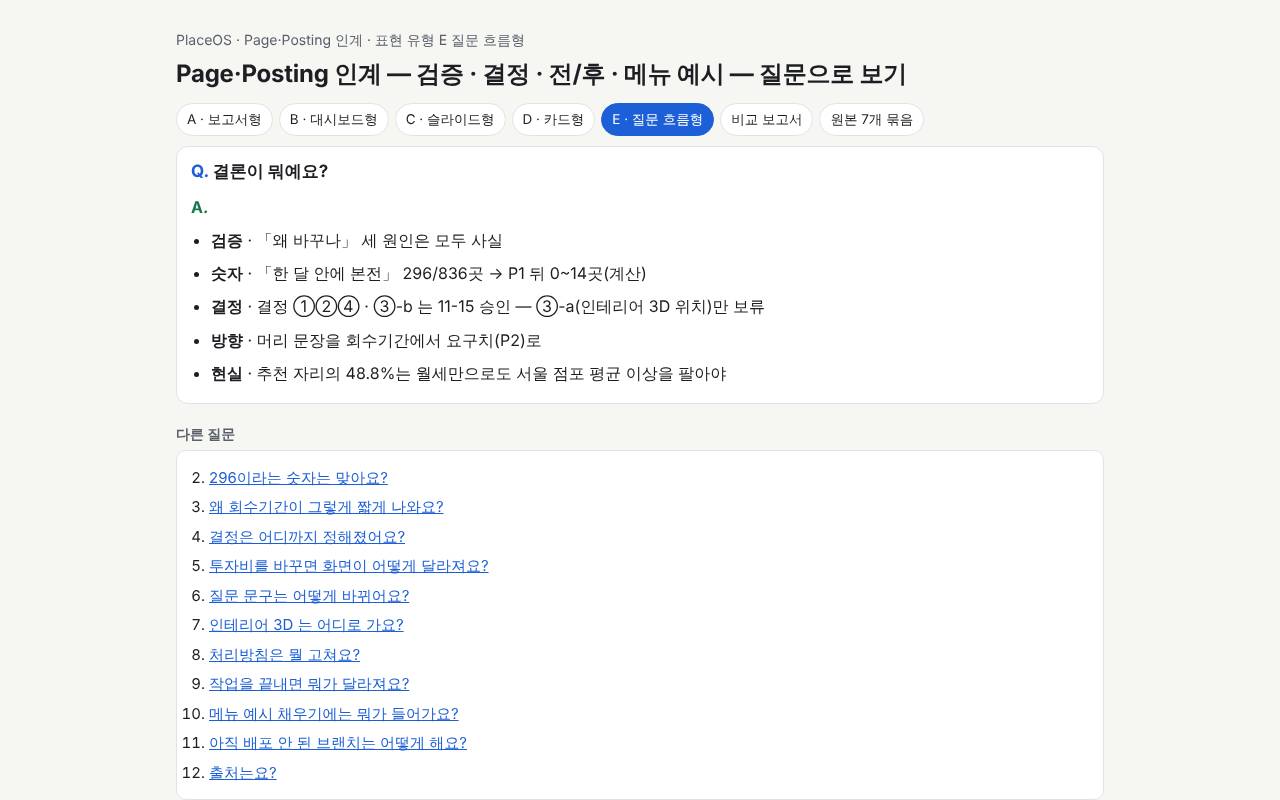 PlaceOS · Page·Posting 인계 · 표현 유형 E 질문 흐름형
Page·Posting 인계 — 검증 · 결정 · 전/후 · 메뉴 예시 — 질문으로 보기
A · 보고서형
B · 대시보드형
C · 슬라이드형
D · 카드형
E · 질문 흐름형
비교 보고서
원본 7개 묶음
Q. 결론이 뭐예요?
A.
• 검증 · 「왜 바꾸나」 세 원인은 모두 사실
• 숫자 · 「한 달 안에 본전」 296/836곳 → P1 뒤 0~14곳(계산)
• 결정 · 결정 ①②④ · ③-b 는 11-15 승인 — ③-a(인테리어 3D 위치)만 보류
• 방향 · 머리 문장을 회수기간에서 요구치(P2)로
• 현실 · 추천 자리의 48.8%는 월세만으로도 서울 점포 평균 이상을 팔아야
다른 질문
2. 296이라는 숫자는 맞아요?
3. 왜 회수기간이 그렇게 짧게 나와요?
4. 결정은 어디까지 정해졌어요?
5. 투자비를 바꾸면 화면이 어떻게 달라져요?
6. 질문 문구는 어떻게 바뀌어요?
7. 인테리어 3D 는 어디로 가요?
8. 처리방침은 뭘 고쳐요?
9. 작업을 끝내면 뭐가 달라져요?
10. 메뉴 예시 채우기에는 뭐가 들어가요?
11. 아직 배포 안 된 브랜치는 어떻게 해요?
12. 출처는요?